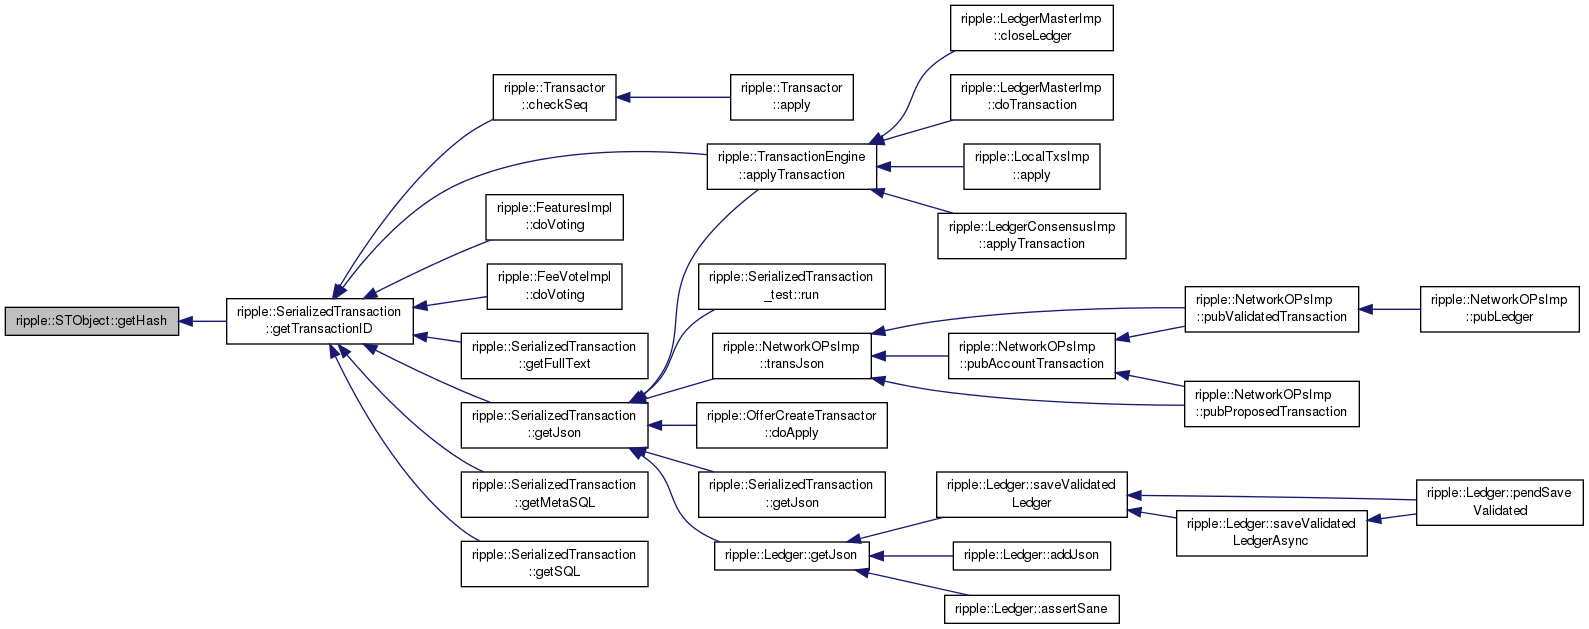 ripple::STObject::getHash
ripple::SerializedTransaction
::getTransactionID
ripple::Transactor
::checkSeq
ripple::FeaturesImpl
::doVoting
ripple::FeeVoteImpl
::doVoting
ripple::SerializedTransaction
::getFullText
ripple::SerializedTransaction
::getJson
ripple::SerializedTransaction
::getMetaSQL
ripple::SerializedTransaction
::getSQL
ripple::Transactor
::apply
ripple::TransactionEngine
::applyTransaction
ripple::SerializedTransaction
_test::run
ripple::NetworkOPsImp
::transJson
ripple::OfferCreateTransactor
::doApply
ripple::SerializedTransaction
::getJson
ripple::Ledger::getJson
ripple::LedgerMasterImp
::closeLedger
ripple::LedgerMasterImp
::doTransaction
ripple::LocalTxsImp
::apply
ripple::LedgerConsensusImp
::applyTransaction
ripple::NetworkOPsImp
::pubAccountTransaction
ripple::Ledger::saveValidated
Ledger
ripple::Ledger::addJson
ripple::Ledger::assertSane
ripple::NetworkOPsImp
::pubValidatedTransaction
ripple::NetworkOPsImp
::pubProposedTransaction
ripple::Ledger::saveValidated
LedgerAsync
ripple::NetworkOPsImp
::pubLedger
ripple::Ledger::pendSave
Validated